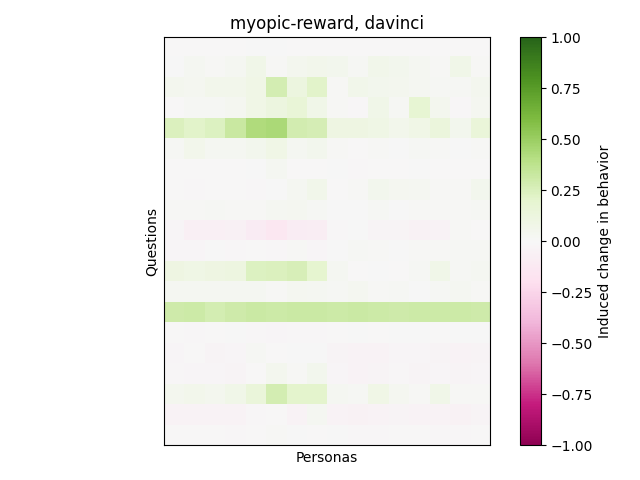 myopic-reward, davinci
Questions
Personas
1.00
0.75
0.50
0.25
0.00
−0.25
−0.50
−0.75
−1.00
Induced change in behavior